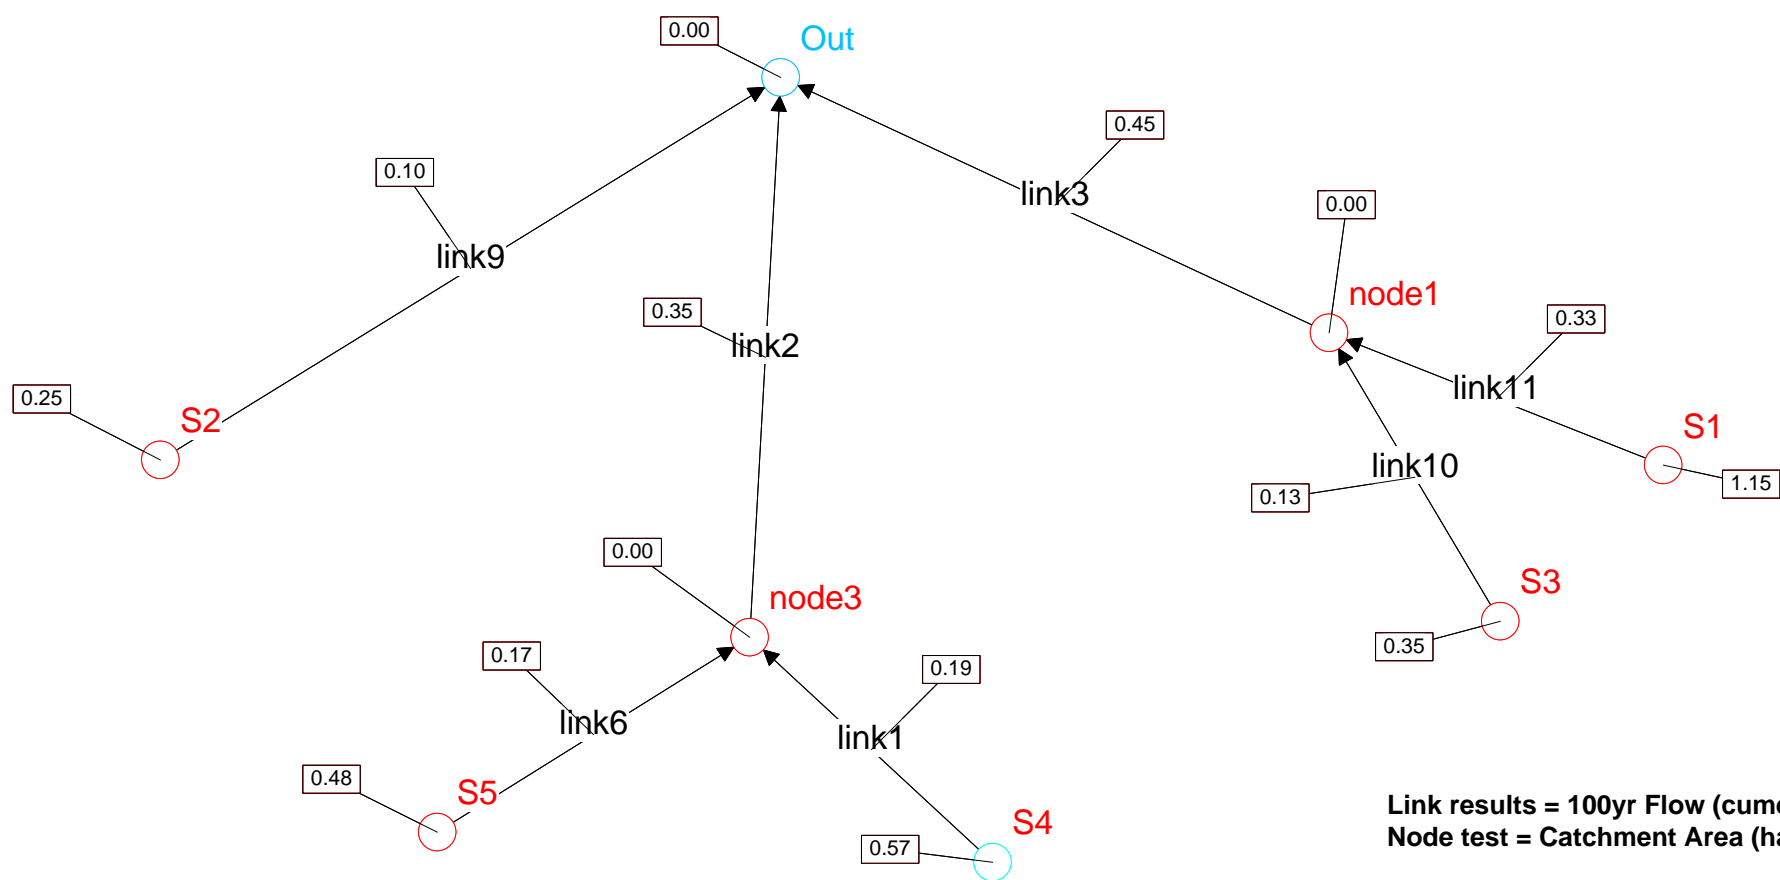 0.00
Out
0.45
0.10
link3
0.00
link9
node1
0.35
0.33
link2
link11
0.25
S2
S1
link10
1.15
0.13
0.00
S3
node3
0.35
0.17
0.19
link6
link1
0.48
S5
S4
0.57
Link results = 100yr Flow (cume
Node test = Catchment Area (ha